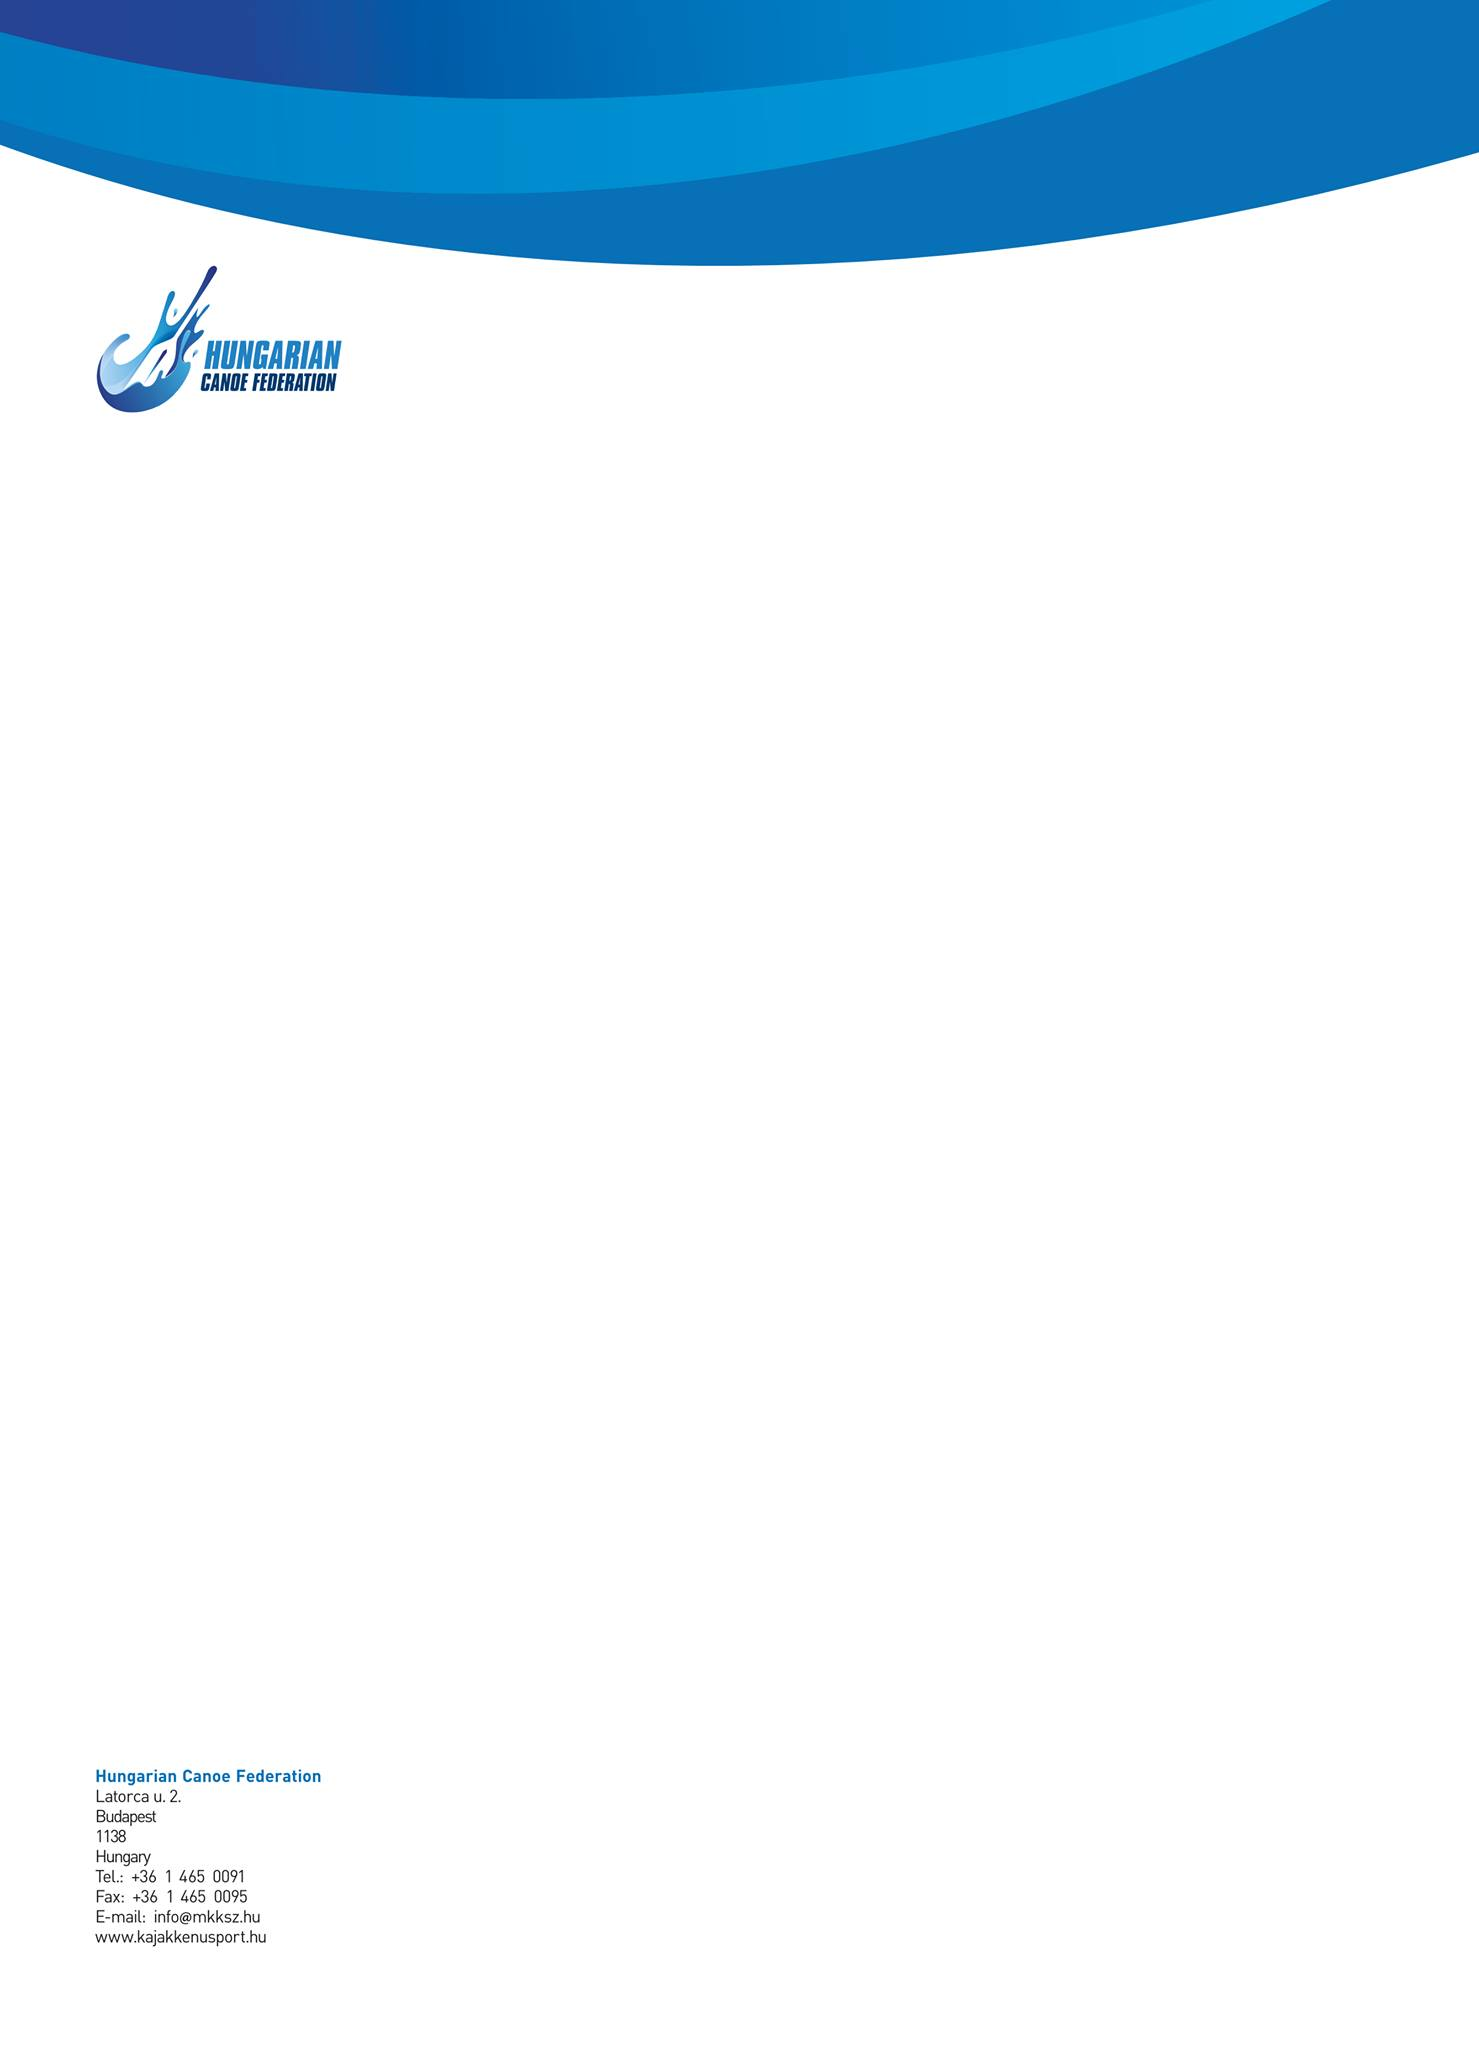 HUNGARIAN
CANOE FEDERATION
Hungarian Canoe Federation
Latorca u. 2.
Budapest
1138
Hungary
Tel.: +36 1 465 0091
Fax: +36 1 465 0095
E-mail: info@mkksz.hu
www.kajakkenusport.hu